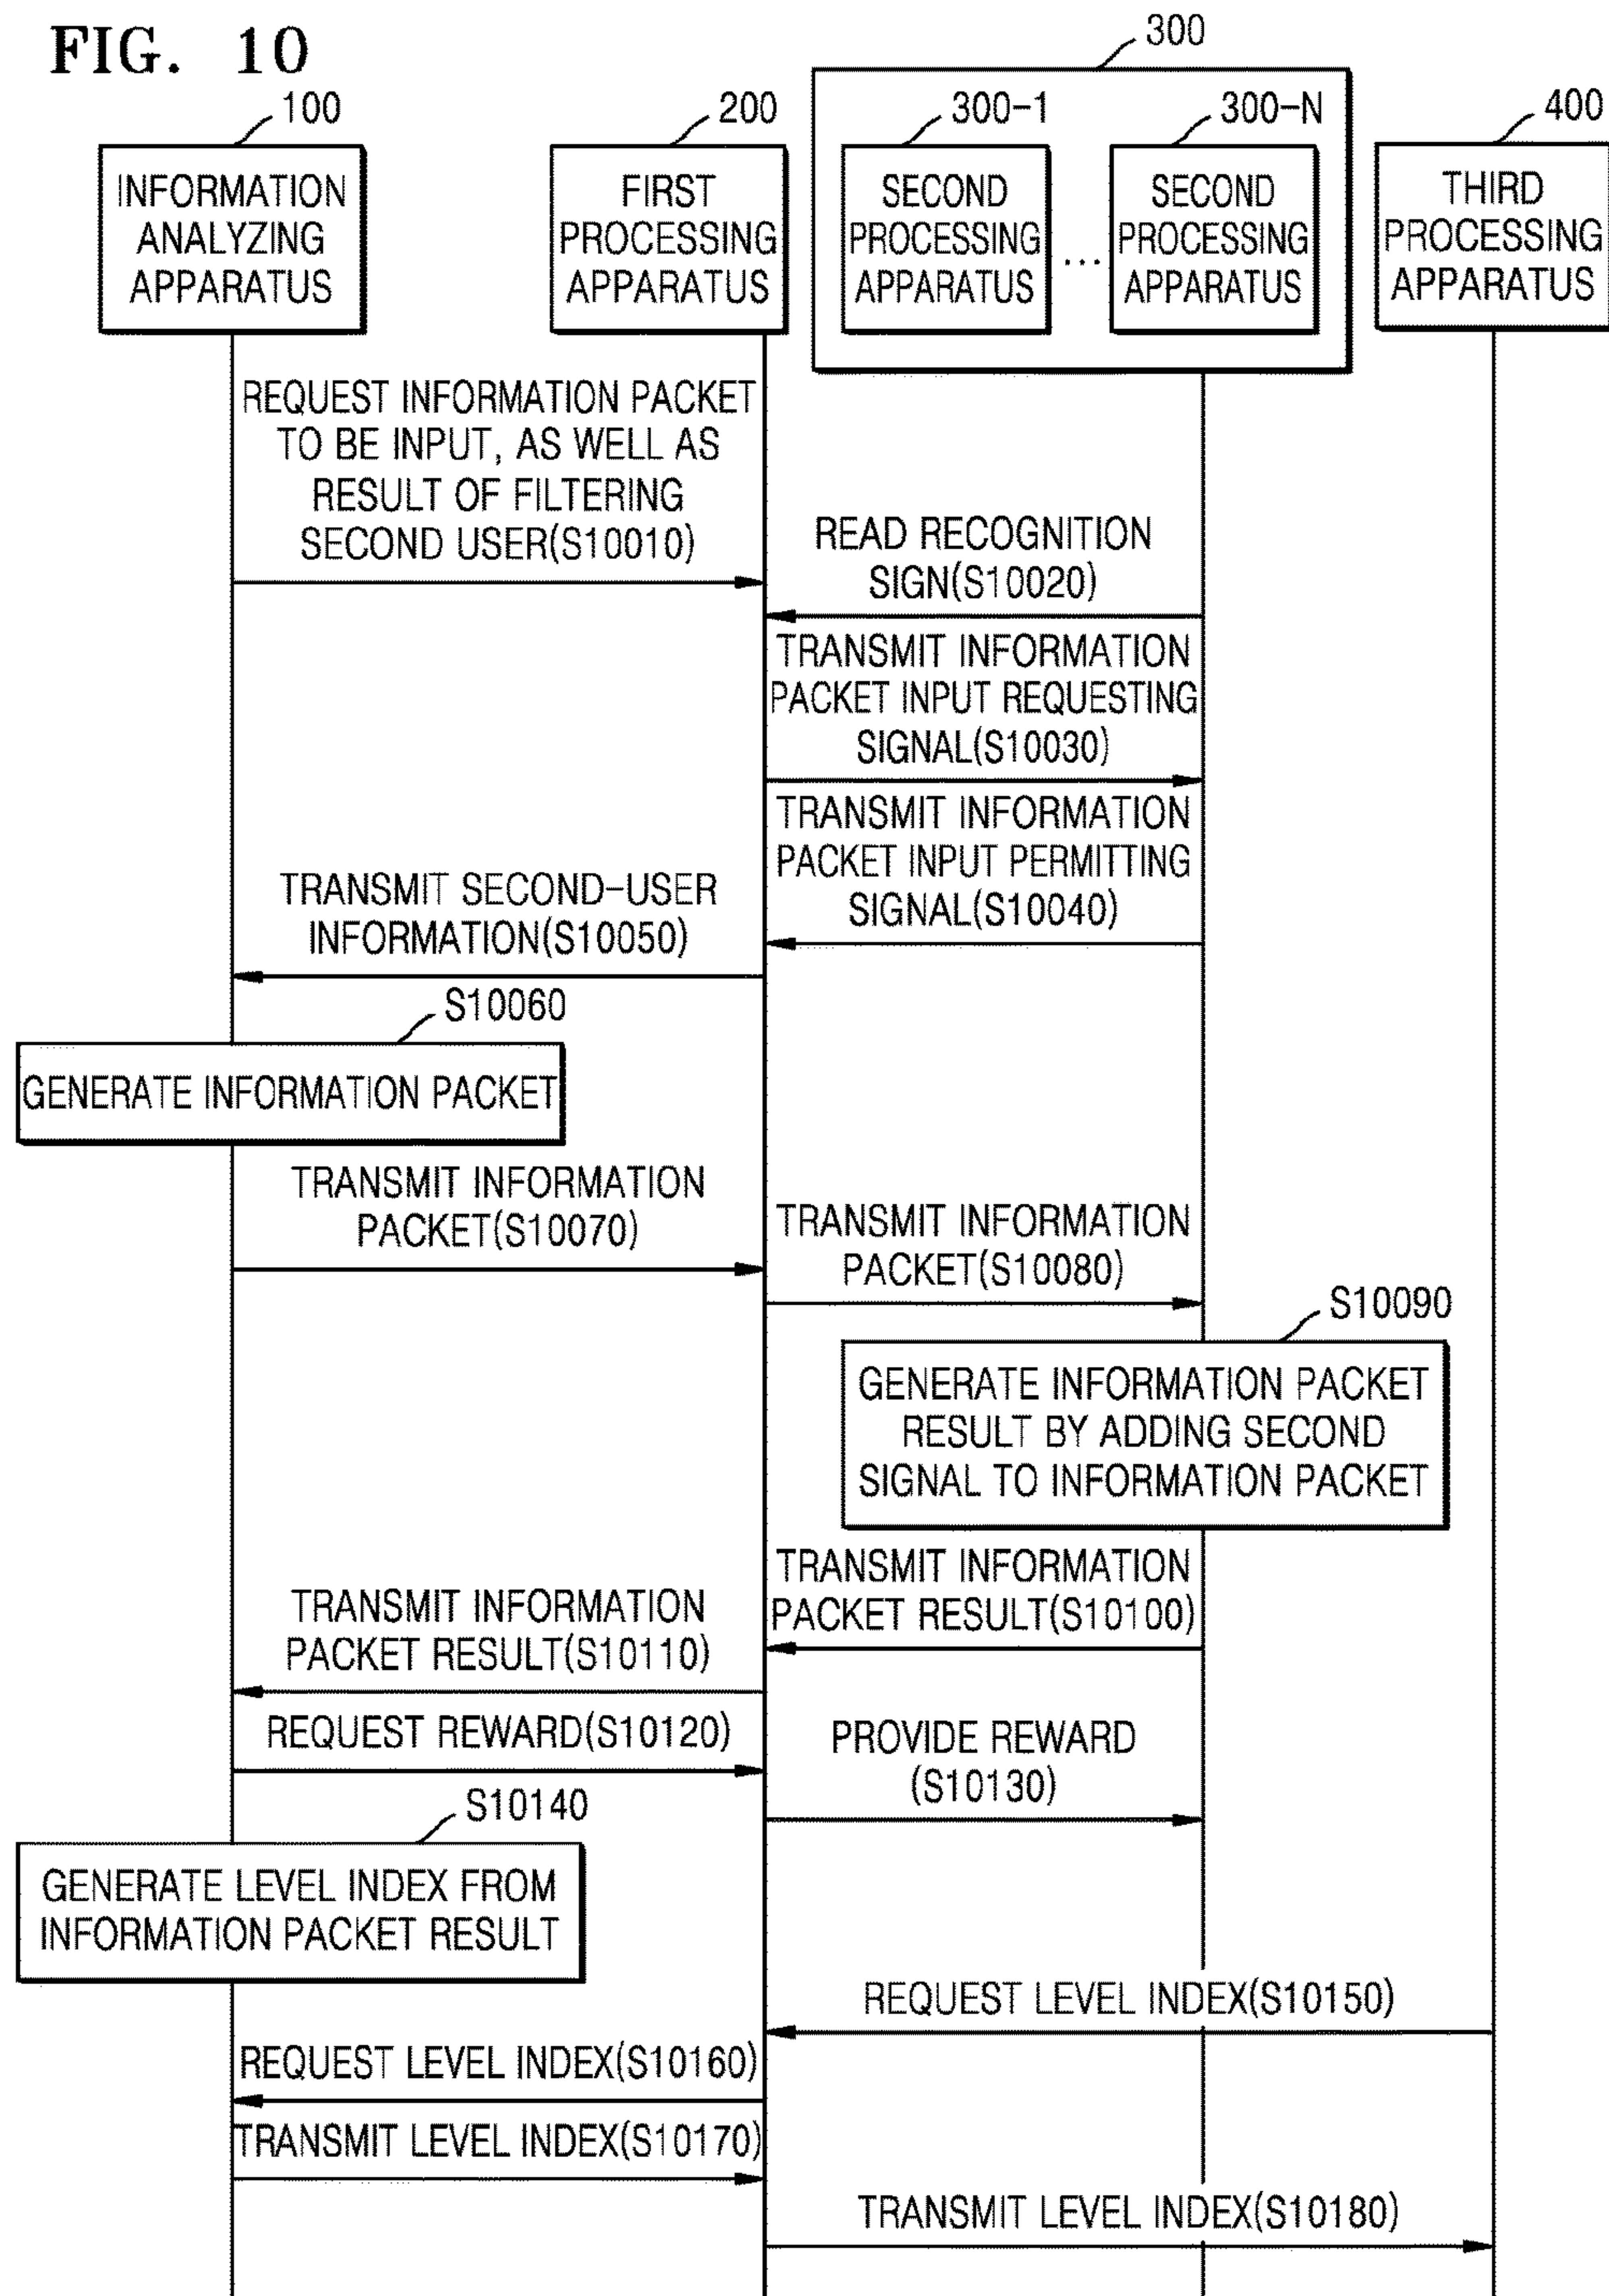 FIG. 10
300
100
200
300-1
300-N
400
INFORMATION
ANALYZING
APPARATUS
FIRST
PROCESSING
APPARATUS
SECOND
PROCESSING
APPARATUS
...
SECOND
PROCESSING
APPARATUS
THIRD
PROCESSING
APPARATUS
REQUEST INFORMATION PACKET
TO BE INPUT, AS WELL AS
RESULT OF FILTERING
SECOND USER(S10010)
READ RECOGNITION
SIGN(S10020)
TRANSMIT INFORMATION
PACKET INPUT REQUESTING
SIGNAL(S10030)
TRANSMIT INFORMATION
PACKET INPUT PERMITTING
SIGNAL(S10040)
TRANSMIT SECOND-USER
INFORMATION(S10050)
S10060
GENERATE INFORMATION PACKET
TRANSMIT INFORMATION
PACKET(S10070)
TRANSMIT INFORMATION
PACKET(S10080)
S10090
GENERATE INFORMATION PACKET
RESULT BY ADDING SECOND
SIGNAL TO INFORMATION PACKET
TRANSMIT INFORMATION
PACKET RESULT(S10100)
TRANSMIT INFORMATION
PACKET RESULT(S10110)
REQUEST REWARD(S10120)
PROVIDE REWARD
(S10130)
S10140
GENERATE LEVEL INDEX FROM
INFORMATION PACKET RESULT
REQUEST LEVEL INDEX(S10150)
REQUEST LEVEL INDEX(S10160)
TRANSMIT LEVEL INDEX(S10170)
TRANSMIT LEVEL INDEX(S10180)